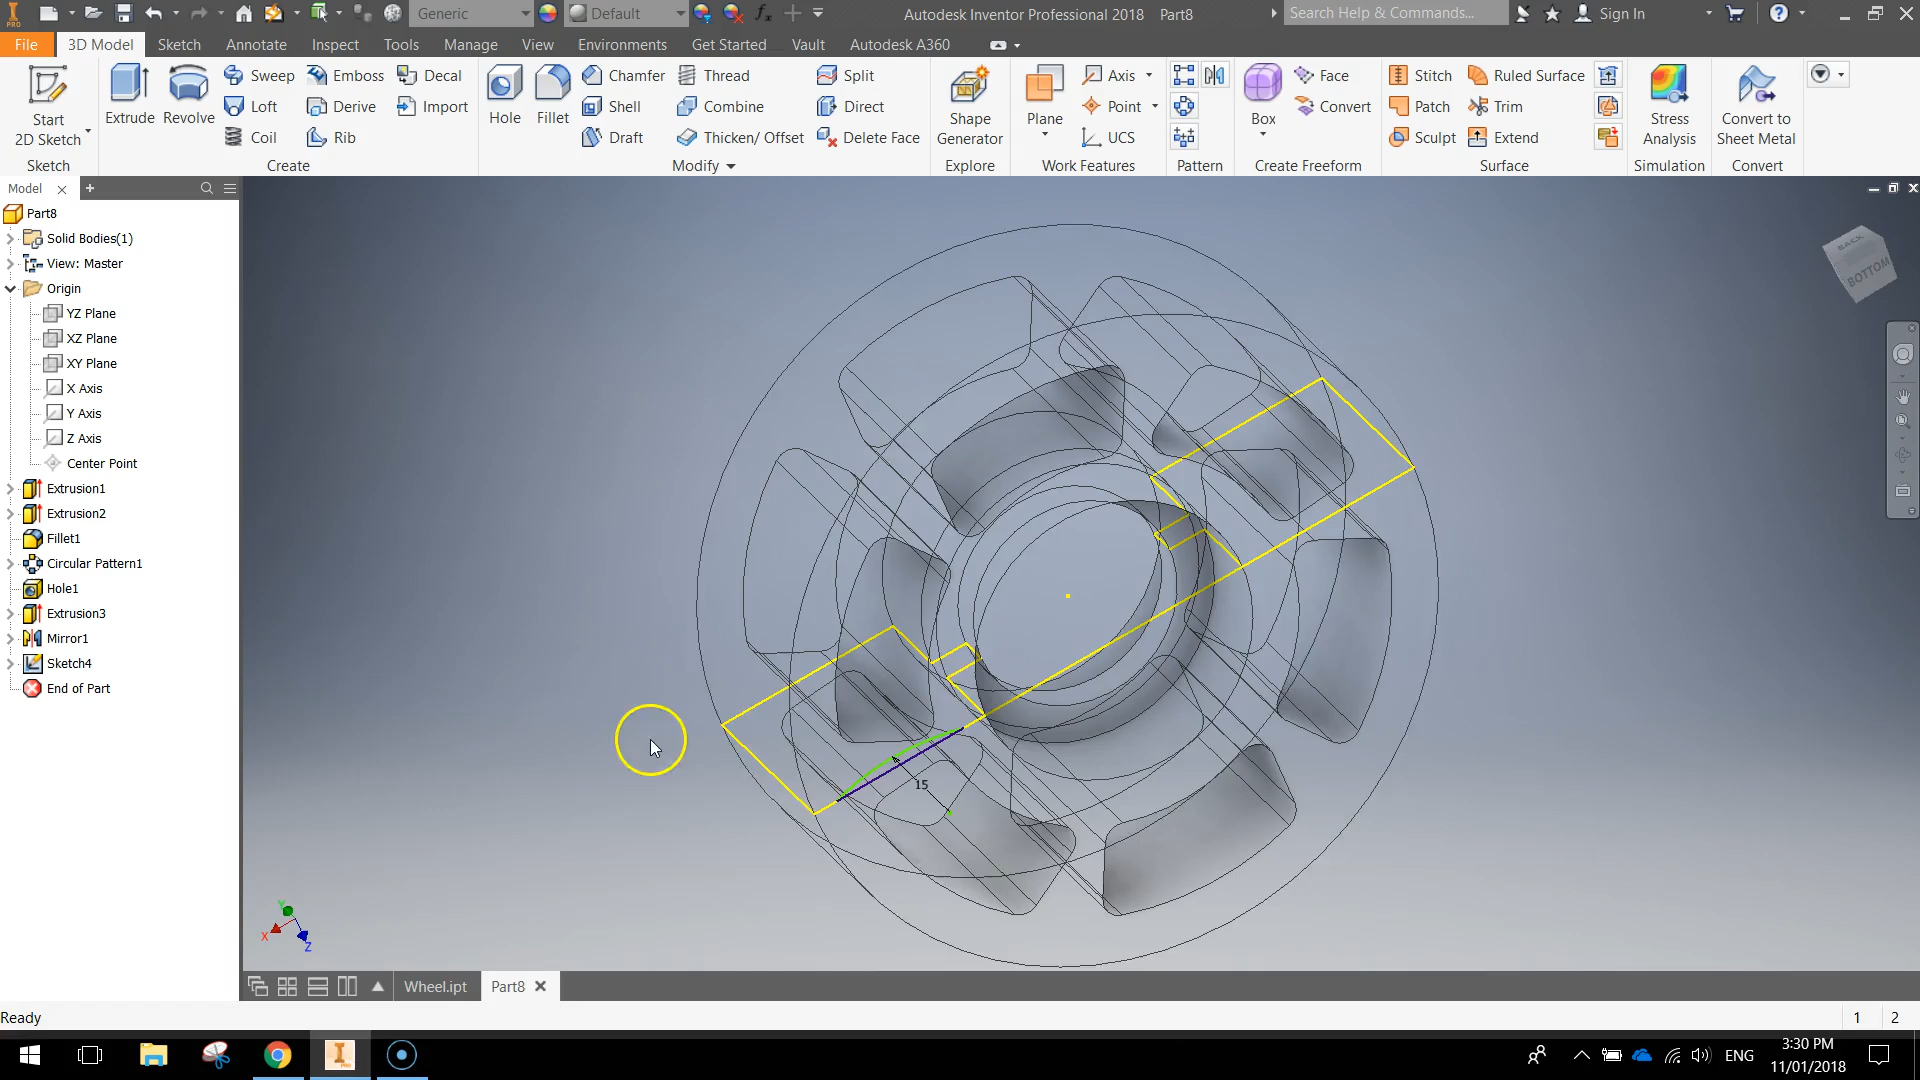 PRO
Generic
Default
fx
Autodesk Inventor Professional 2018 Part8
Search Help & Commands...
Sign In
File
3D Model
Sketch
Annotate
Inspect
Tools
Manage
View
Environments
Get Started
Vault
Autodesk A360
Start
2D Sketch
Sketch
Extrude
Revolve
Sweep
Emboss
Decal
Loft
Derive
Import
Coil
Rib
Create
Hole
Fillet
Chamfer
Thread
Split
Shell
Combine
Direct
Draft
Thicken/ Offset
Delete Face
Modify
Shape
Generator
Explore
Plane
Axis
Point
UCS
Work Features
Pattern
Box
Face
Convert
Create Freeform
Stitch
Ruled Surface
Patch
Trim
Sculpt
Extend
Surface
Stress
Analysis
Simulation
Convert to
Sheet Metal
Convert
Model
Part8
Solid Bodies(1)
View: Master
Origin
YZ Plane
XZ Plane
XY Plane
X Axis
Y Axis
Z Axis
Center Point
Extrusion1
Extrusion2
Fillet1
Circular Pattern1
Hole1
Extrusion3
Mirror1
Sketch4
End of Part
BACK
BOTTOM
15
Y
X
Z
Wheel.ipt
Part8
Ready
1
2
ENG
3:30 PM
11/01/2018